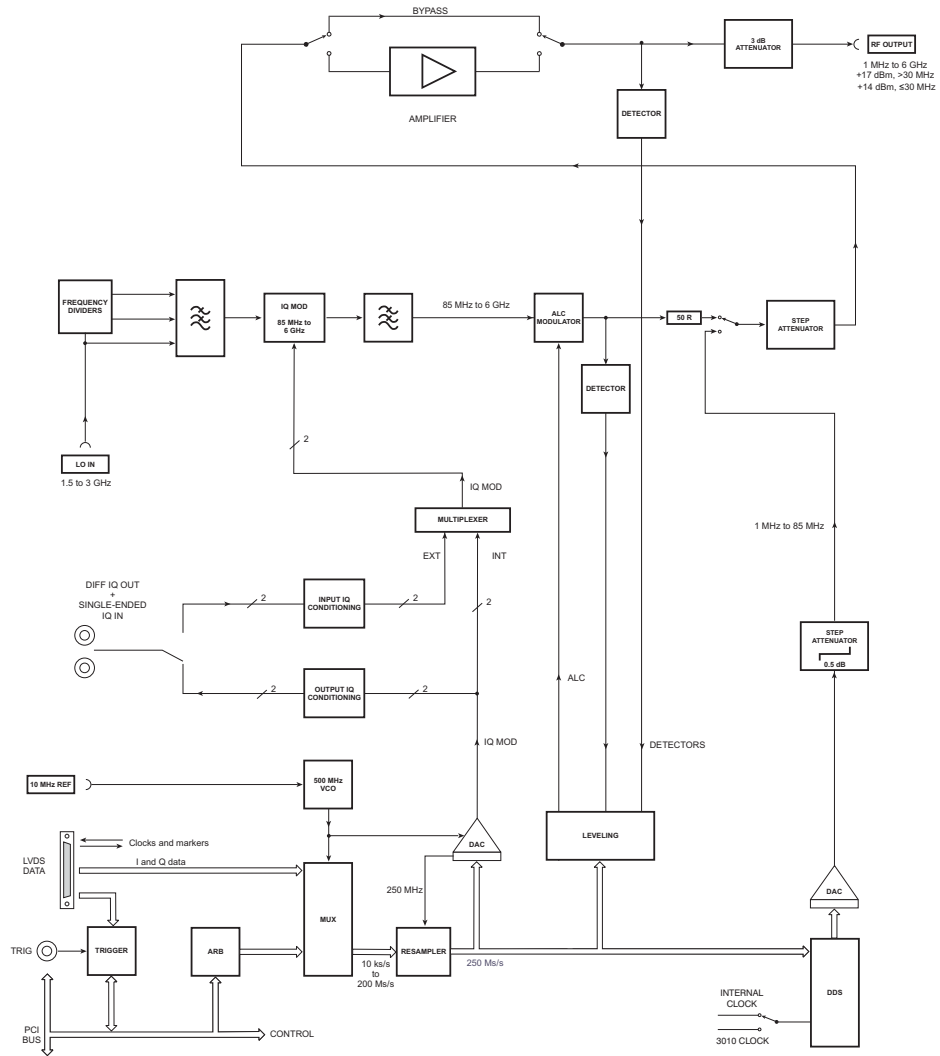 BYPASS
AMPLIFIER
3 dB
ATTENUATOR
RF OUTPUT
1 MHz to 6 GHz
+17 dBm, >30 MHz
+14 dBm, ≤30 MHz
DETECTOR
FREQUENCY
DIVIDERS
IQ MOD
85 MHz to
6 GHz
85 MHz to 6 GHz
ALC
MODULATOR
50 R
STEP
ATTENUATOR
DETECTOR
LO IN
1.5 to 3 GHz
2
IQ MOD
MULTIPLEXER
EXT
INT
1 MHz to 85 MHz
DIFF IQ OUT
+
SINGLE-ENDED
IQ IN
2
INPUT IQ
CONDITIONING
2
2
STEP
ATTENUATOR
0.5 dB
2
OUTPUT IQ
CONDITIONING
2
ALC
IQ MOD
DETECTORS
10 MHz REF
500 MHz
VCO
DAC
LEVELING
Clocks and markers
LVDS
DATA
I and Q data
250 MHz
DAC
MUX
TRIG
TRIGGER
ARB
RESAMPLER
10 ks/s
to
200 Ms/s
250 Ms/s
DDS
INTERNAL
CLOCK
3010 CLOCK
PCI
BUS
CONTROL